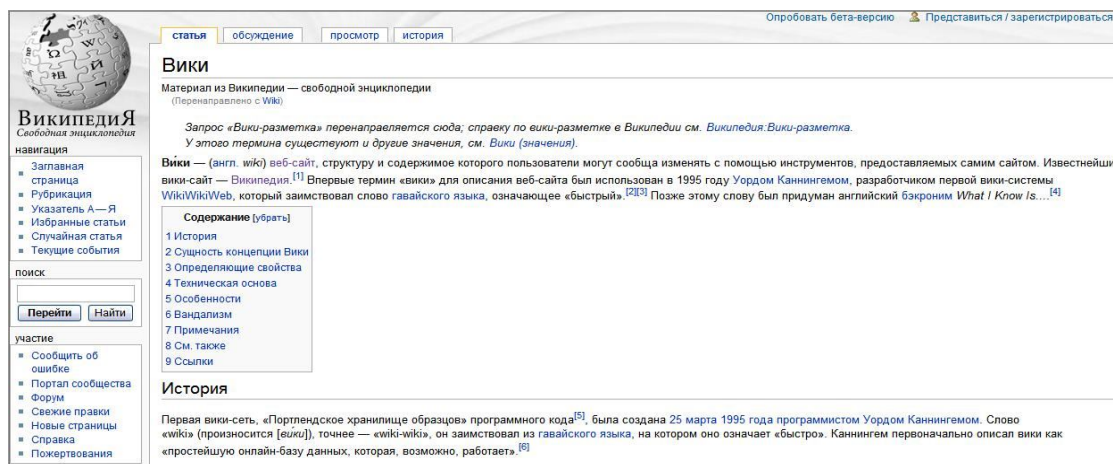 Опробовать бета-версию Представиться / зарегистрироваться
статья обсуждение просмотр история
ВикипедиЯ
Свободная энциклопедия
навигация
Заглавная
страница
Рубрикация
Указатель А — Я
Избранные статьи
Случайная статья
Текущие события
поиск
Перейти Найти
участие
Сообщить об
ошибке
Портал сообщества
Форум
Свежие правки
Новые страницы
Справка
Пожертвования
Вики
Материал из Википедии — свободной энциклопедии
(Перенаправлено с Wiki)
Запрос «Вики-разметка» перенаправляется сюда; справку по вики-разметке в Википедии см. Википедия:Вики-разметка.
У этого термина существуют и другие значения, см. Вики (значения).
Ви́ки — (англ. wiki) веб-сайт, структуру и содержимое которого пользователи могут сообща изменять с помощью инструментов, предоставляемых самим сайтом. Известнейши
вики-сайт — Википедия.[1] Впервые термин «вики» для описания веб-сайта был использован в 1995 году Уордом Каннингемом, разработчиком первой вики-системы
WikiWikiWeb, который заимствовал слово гавайского языка, означающее «быстрый».[2][3] Позже этому слову был придуман английский бэкроним What I Know Is....[4]
Содержание [убрать]
1 История
2 Сущность концепции Вики
3 Определяющие свойства
4 Техническая основа
5 Особенности
6 Вандализм
7 Примечания
8 См. также
9 Ссылки
История
Первая вики-сеть, «Портлендское хранилище образцов» программного кода[5], была создана 25 марта 1995 года программистом Уордом Каннингемом. Слово
«wiki» (произносится [ви́ки]), точнее — «wiki-wiki», он заимствовал из гавайского языка, на котором оно означает «быстро». Каннингем первоначально описал вики как
«простейшую онлайн-базу данных, которая, возможно, работает».[6]